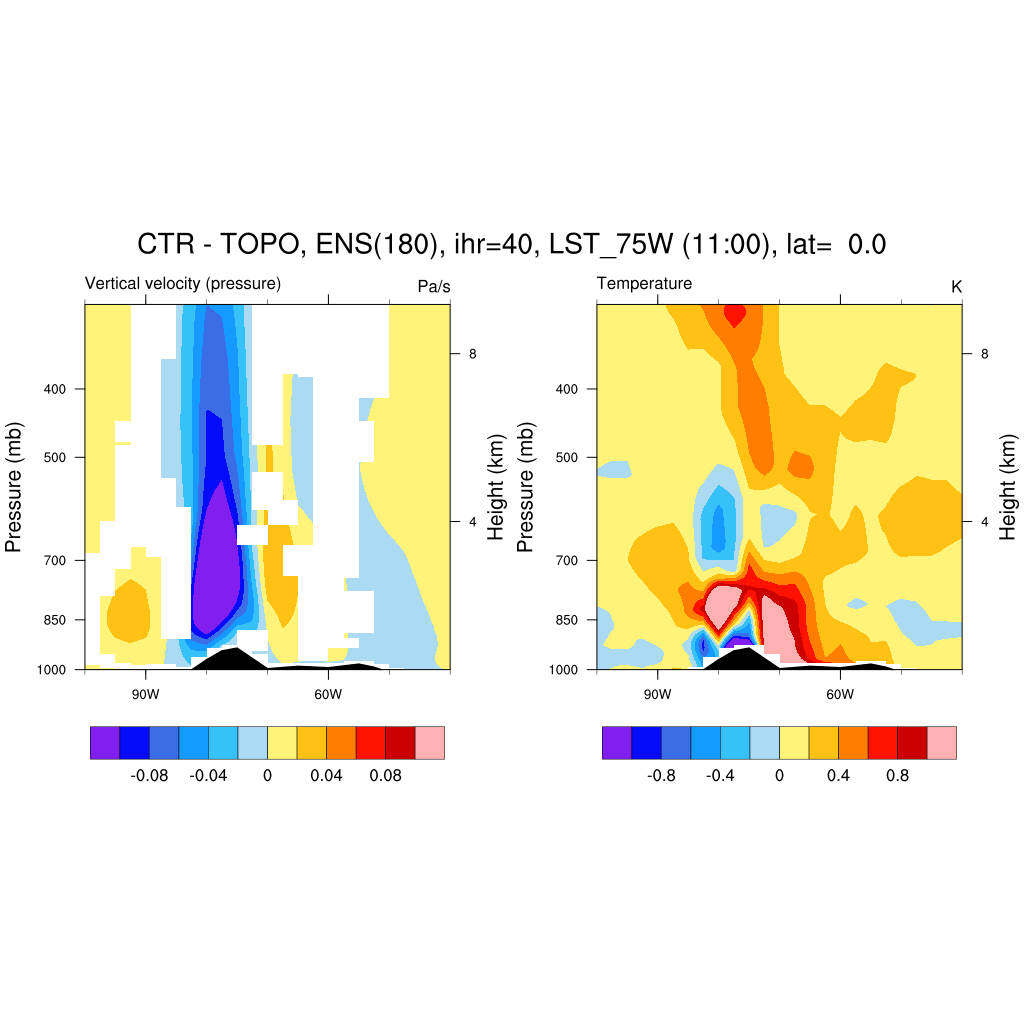 CTR - TOPO, ENS(180), ihr=40, LST_75W (11:00), lat=  0.0
Vertical velocity (pressure)
Pa/s
Pressure (mb)
400
500
700
850
1000
8
4
Height (km)
90W
60W
-0.08
-0.04
0
0.04
0.08
Temperature
K
Pressure (mb)
400
500
700
850
1000
8
4
Height (km)
90W
60W
-0.8
-0.4
0
0.4
0.8